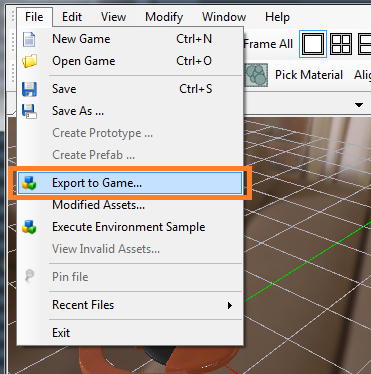 File Edit View Modify Window Help
New Game Ctrl+N
Frame All
Open Game Ctrl+O
Save Ctrl+S
Pick Material
Save As ...
Create Prototype ...
Create Prefab ...
Export to Game...
Modified Assets...
Execute Environment Sample
View Invalid Assets...
Pin file
Recent Files
Exit